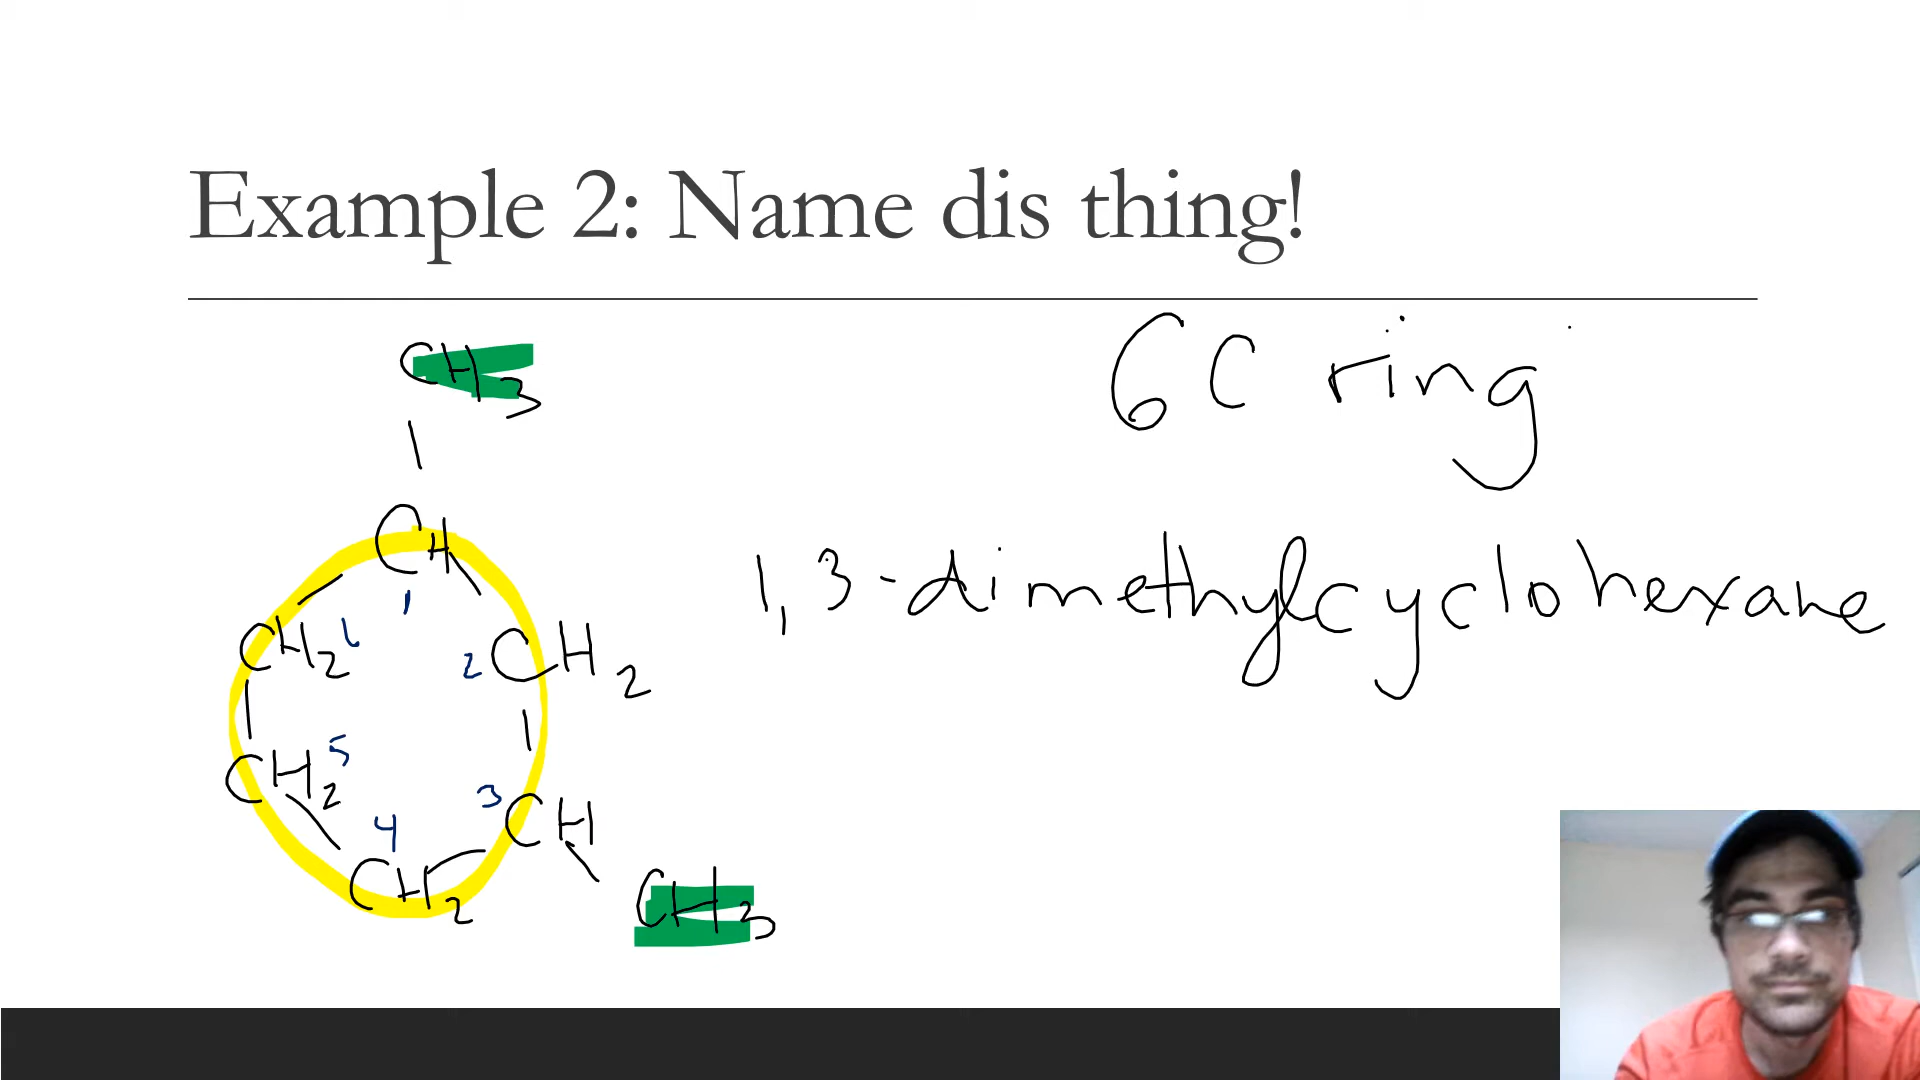 Example 2: Name dis thing!
6C ring
1,3-dimethylcyclohexane
CH3
CH
1
CH2 6
2 CH2
CH2 5
3 CH
4
CH2
CH3